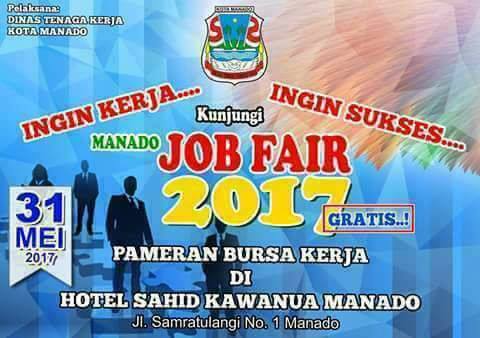 Pelaksana:
DINAS TENAGA KERJA
KOTA MANADO
KOTA MANADO
INGIN KERJA....
INGIN SUKSES....
Kunjungi
MANADO JOB FAIR
2017
GRATIS..!
31
MEI
2017
PAMERAN BURSA KERJA
DI
HOTEL SAHID KAWANUA MANADO
Jl. Samratulangi No. 1 Manado